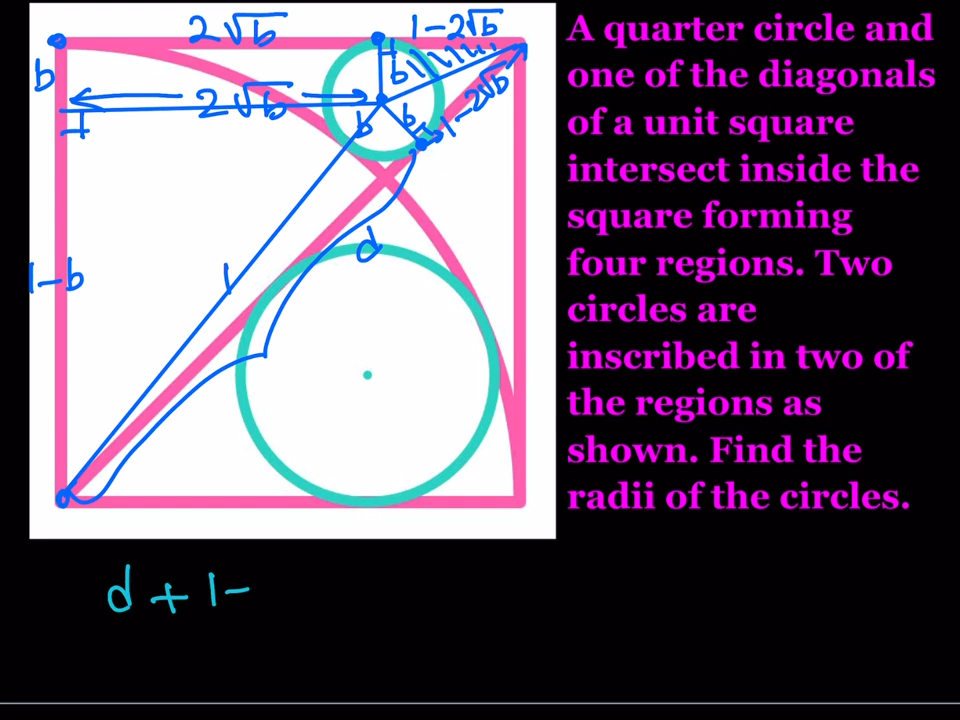 2√b
1-2√b
b
b
2√b
b
b
1-2√b
d
1-b
1
A quarter circle and
one of the diagonals
of a unit square
intersect inside the
square forming
four regions. Two
circles are
inscribed in two of
the regions as
shown. Find the
radii of the circles.
d + 1-